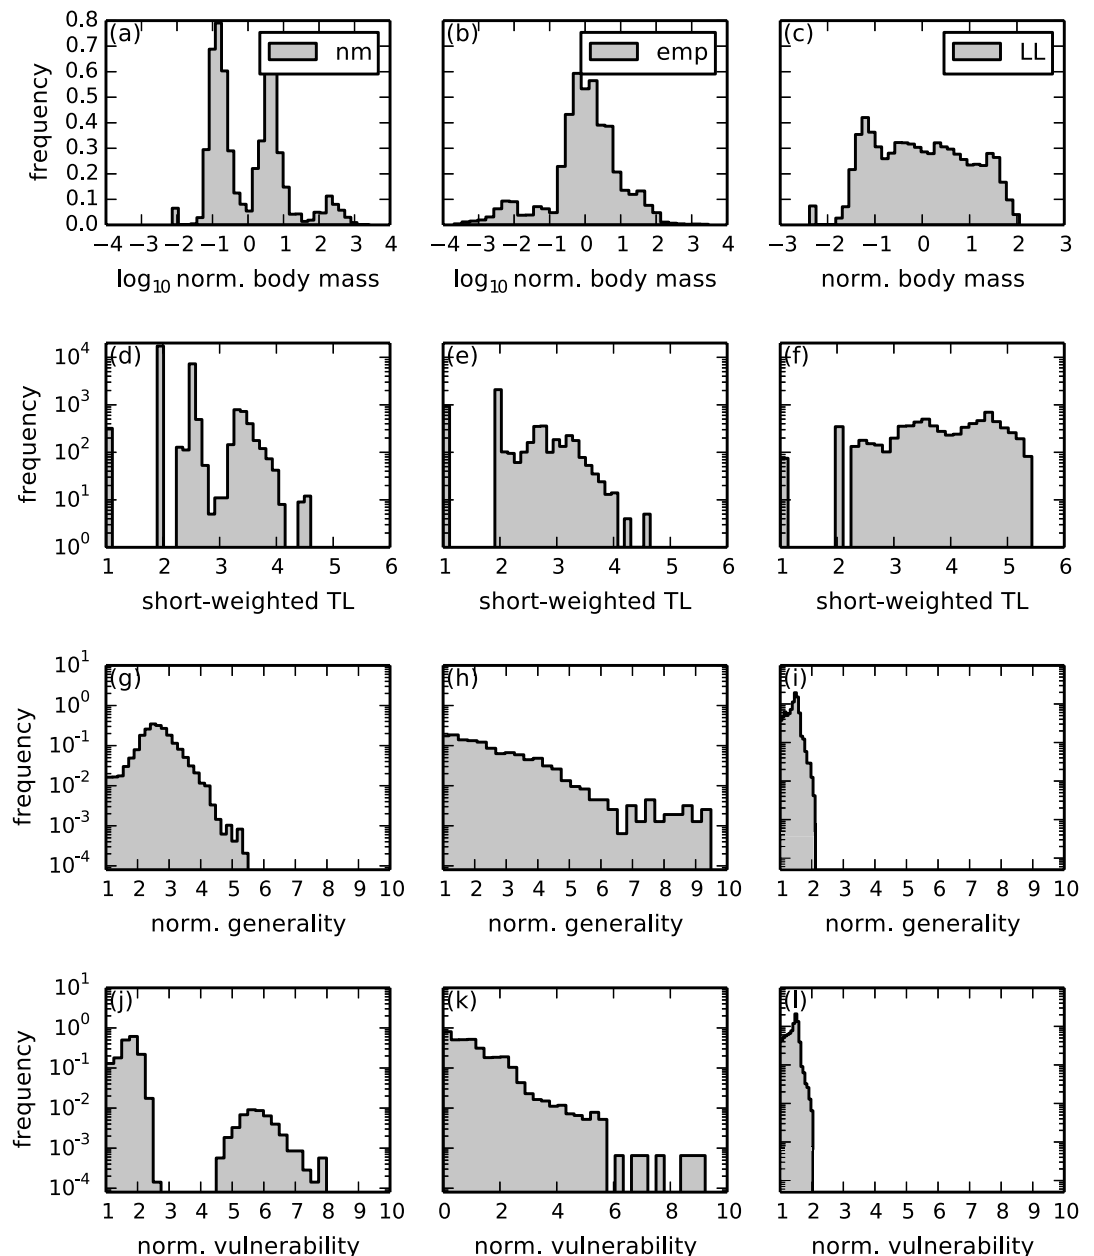 (a) nm (b) emp (c) LL
frequency
0.8
0.7
0.6
0.5
0.4
0.3
0.2
0.1
0.0
−4 −3 −2 −1 0 1 2 3 4 −4 −3 −2 −1 0 1 2 3 4 −3 −2 −1 0 1 2 3
log10 norm. body mass log10 norm. body mass norm. body mass
(d) (e) (f)
frequency
10^4
10^3
10^2
10^1
10^0
1 2 3 4 5 6 1 2 3 4 5 6 1 2 3 4 5 6
short-weighted TL short-weighted TL short-weighted TL
(g) (h) (i)
frequency
10^1
10^0
10^−1
10^−2
10^−3
10^−4
1 2 3 4 5 6 7 8 9 10 1 2 3 4 5 6 7 8 9 10 1 2 3 4 5 6 7 8 9 10
norm. generality norm. generality norm. generality
(j) (k) (l)
frequency
10^1
10^0
10^−1
10^−2
10^−3
10^−4
1 2 3 4 5 6 7 8 9 10 0 2 4 6 8 10 1 2 3 4 5 6 7 8 9 10
norm. vulnerability norm. vulnerability norm. vulnerability